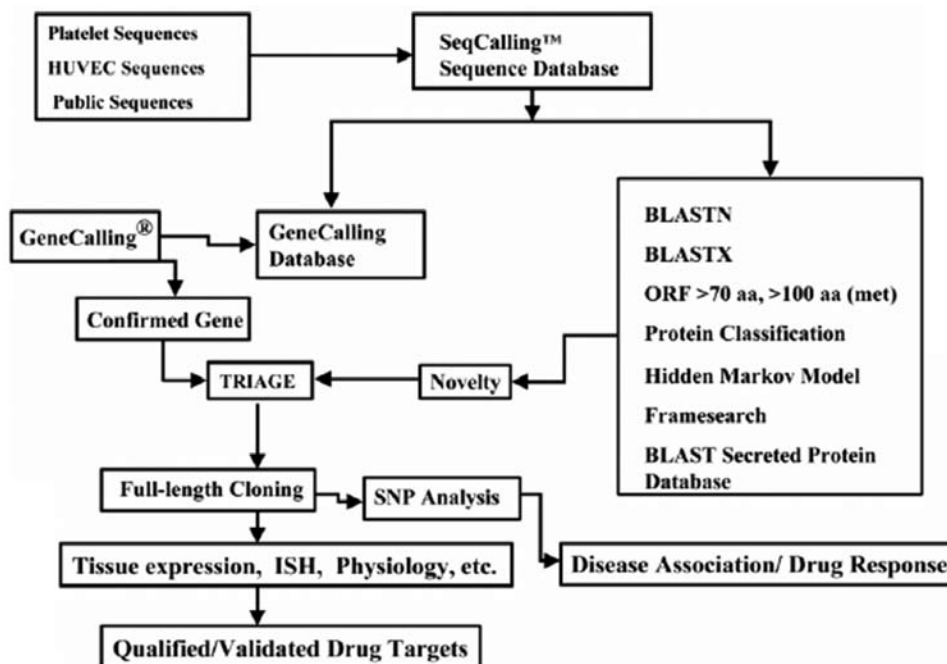 Platelet Sequences
HUVEC Sequences
Public Sequences
SeqCalling™
Sequence Database
GeneCalling®
GeneCalling
Database
BLASTN
BLASTX
ORF >70 aa, >100 aa (met)
Protein Classification
Hidden Markov Model
Framesearch
BLAST Secreted Protein
Database
Confirmed Gene
TRIAGE
Novelty
Full-length Cloning
SNP Analysis
Tissue expression, ISH, Physiology, etc.
Disease Association/ Drug Response
Qualified/Validated Drug Targets